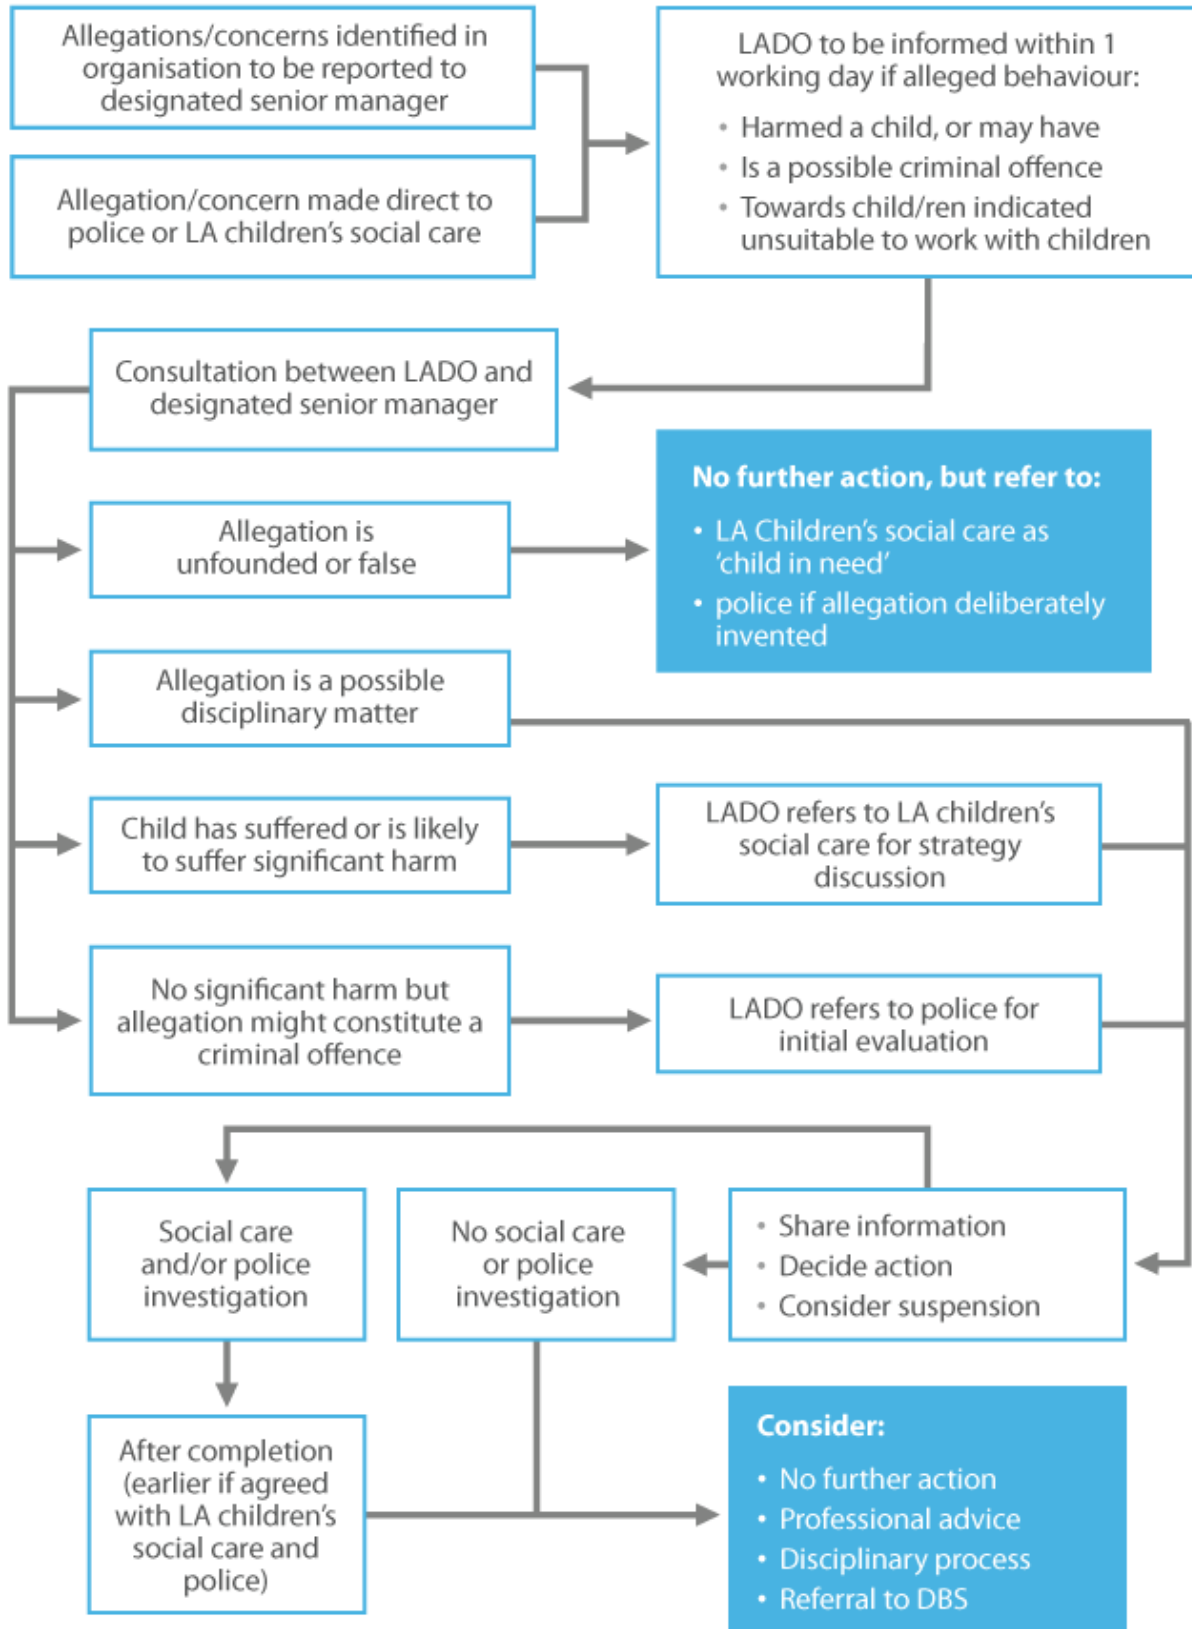 Allegations/concerns identified in
organisation to be reported to
designated senior manager
LADO to be informed within 1
working day if alleged behaviour:
• Harmed a child, or may have
• Is a possible criminal offence
• Towards child/ren indicated
unsuitable to work with children
Allegation/concern made direct to
police or LA children's social care
Consultation between LADO and
designated senior manager
Allegation is
unfounded or false
No further action, but refer to:
• LA Children's social care as
'child in need'
• police if allegation deliberately
invented
Allegation is a possible
disciplinary matter
Child has suffered or is likely
to suffer significant harm
LADO refers to LA children's
social care for strategy
discussion
No significant harm but
allegation might constitute a
criminal offence
LADO refers to police for
initial evaluation
Social care
and/or police
investigation
No social care
or police
investigation
• Share information
• Decide action
• Consider suspension
After completion
(earlier if agreed
with LA children's
social care and
police)
Consider:
• No further action
• Professional advice
• Disciplinary process
• Referral to DBS